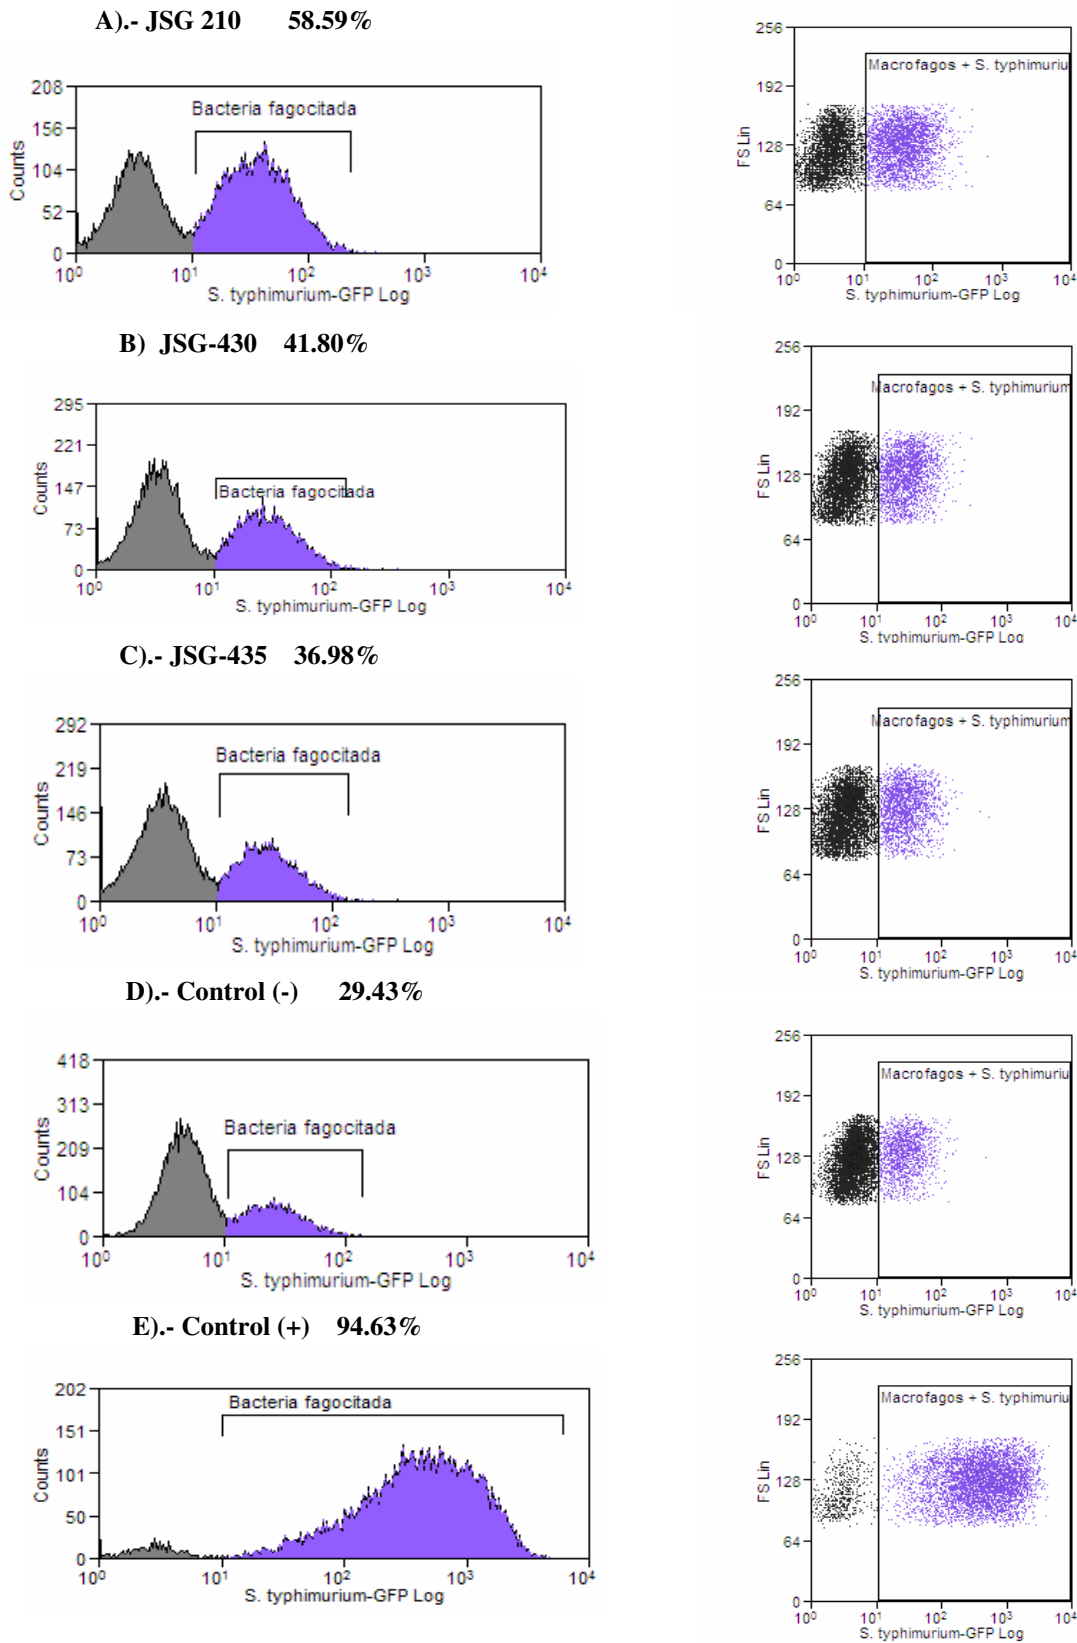 A).- JSG 210 58.59%
208
156
104
52
0
Counts
Bacteria fagocitada
10⁰ 10¹ 10² 10³ 10⁴
S. typhimurium-GFP Log
256
192
128
64
0
FS Lin
Macrofagos + S. typhimuriu
10⁰ 10¹ 10² 10³ 10⁴
S. typhimurium-GFP Log
B) JSG-430 41.80%
295
221
147
73
0
Counts
Bacteria fagocitada
10⁰ 10¹ 10² 10³ 10⁴
S. typhimurium-GFP Log
256
192
128
64
0
FS Lin
Macrofagos + S. typhimurium
10⁰ 10¹ 10² 10³ 10⁴
S. typhimurium-GFP Log
C).- JSG-435 36.98%
292
219
146
73
0
Counts
Bacteria fagocitada
10⁰ 10¹ 10² 10³ 10⁴
S. typhimurium-GFP Log
256
192
128
64
0
FS Lin
Macrofagos + S. typhimurium
10⁰ 10¹ 10² 10³ 10⁴
S. typhimurium-GFP Log
D).- Control (-) 29.43%
418
313
209
104
0
Counts
Bacteria fagocitada
10⁰ 10¹ 10² 10³ 10⁴
S. typhimurium-GFP Log
256
192
128
64
0
FS Lin
Macrofagos + S. typhimuriu
10⁰ 10¹ 10² 10³ 10⁴
S. typhimurium-GFP Log
E).- Control (+) 94.63%
202
151
101
50
0
Counts
Bacteria fagocitada
10⁰ 10¹ 10² 10³ 10⁴
S. typhimurium-GFP Log
256
192
128
64
0
FS Lin
Macrofagos + S. typhimuriu
10⁰ 10¹ 10² 10³ 10⁴
S. typhimurium-GFP Log